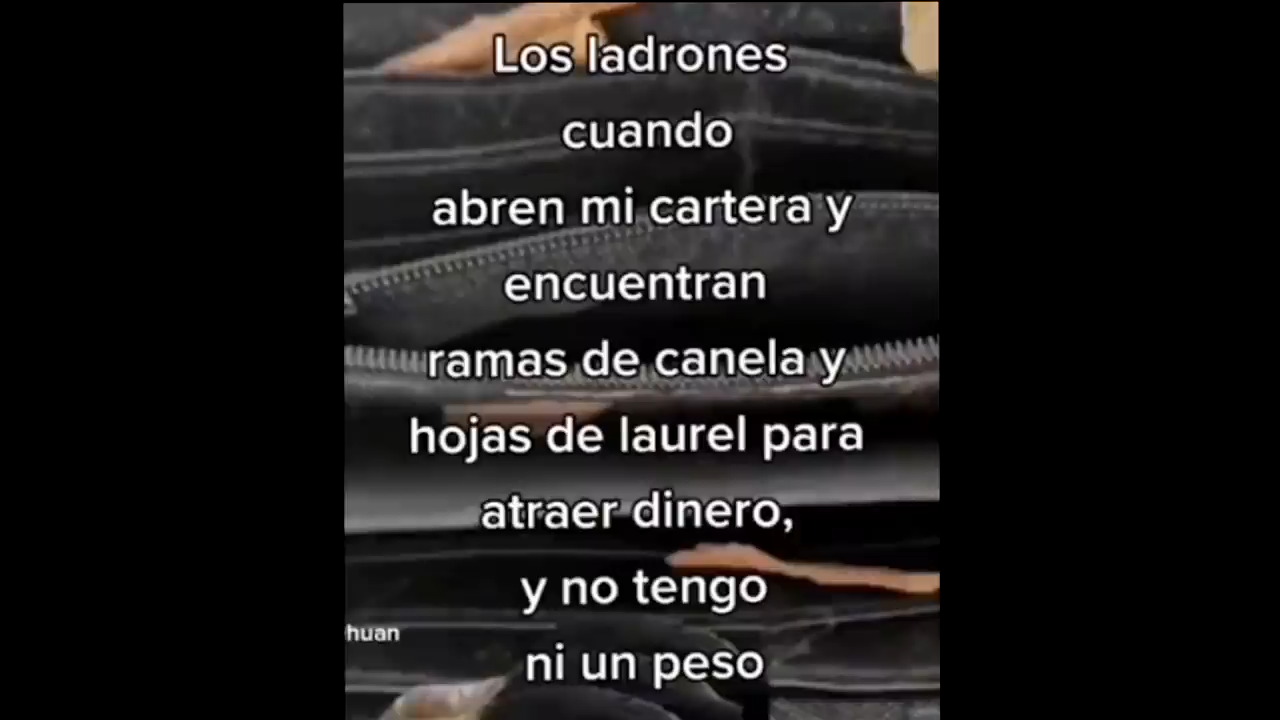 Los ladrones
cuando
abren mi cartera y
encuentran
ramas de canela y
hojas de laurel para
atraer dinero,
y no tengo
huan
ni un peso